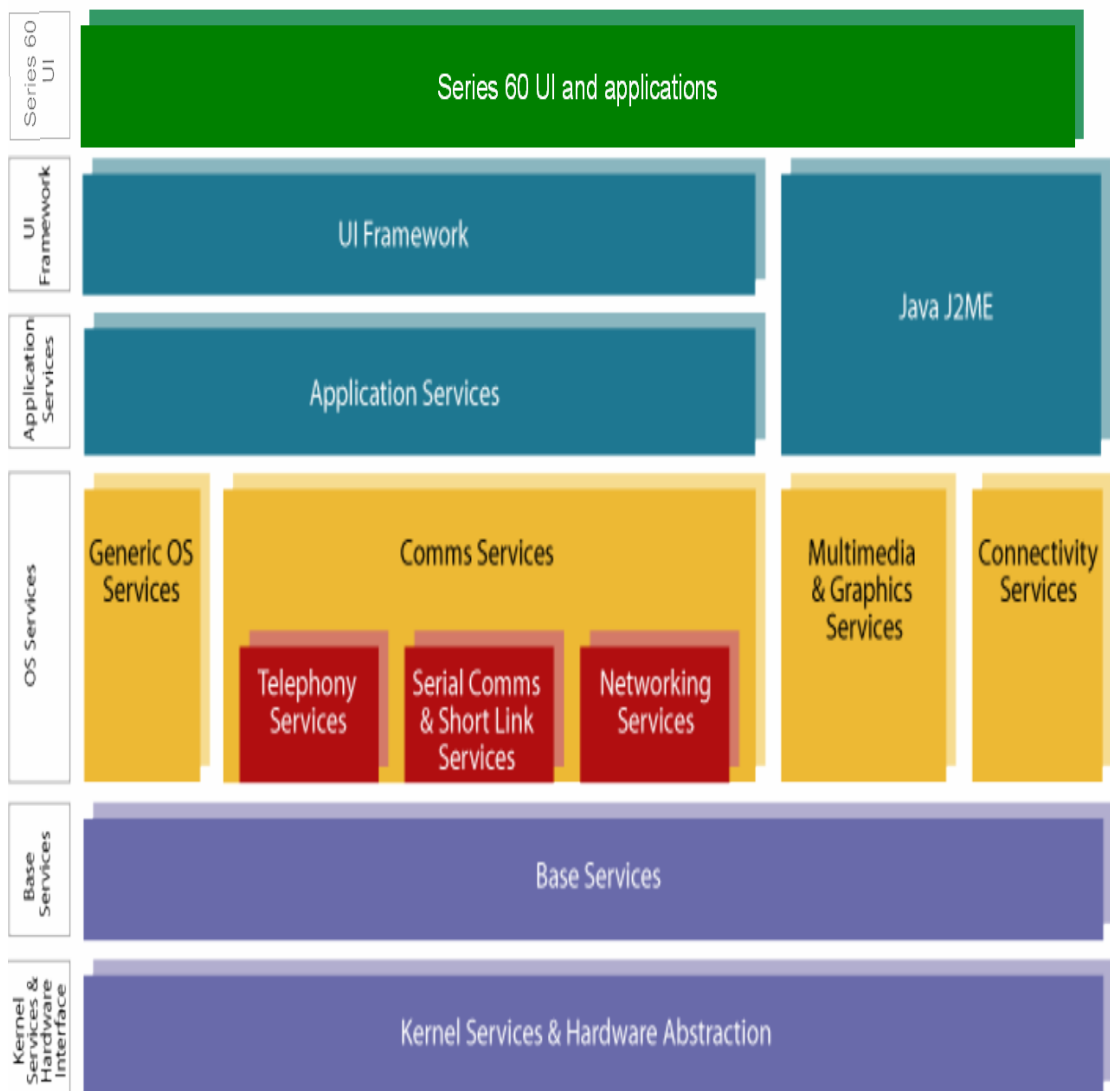 Series 60
UI
Series 60 UI and applications
UI
Framework
UI Framework
Java J2ME
Application
Services
Application Services
OS Services
Generic OS
Services
Comms Services
Telephony
Services
Serial Comms
& Short Link
Services
Networking
Services
Multimedia
& Graphics
Services
Connectivity
Services
Base
Services
Base Services
Kernel
Services &
Hardware
Interface
Kernel Services & Hardware Abstraction